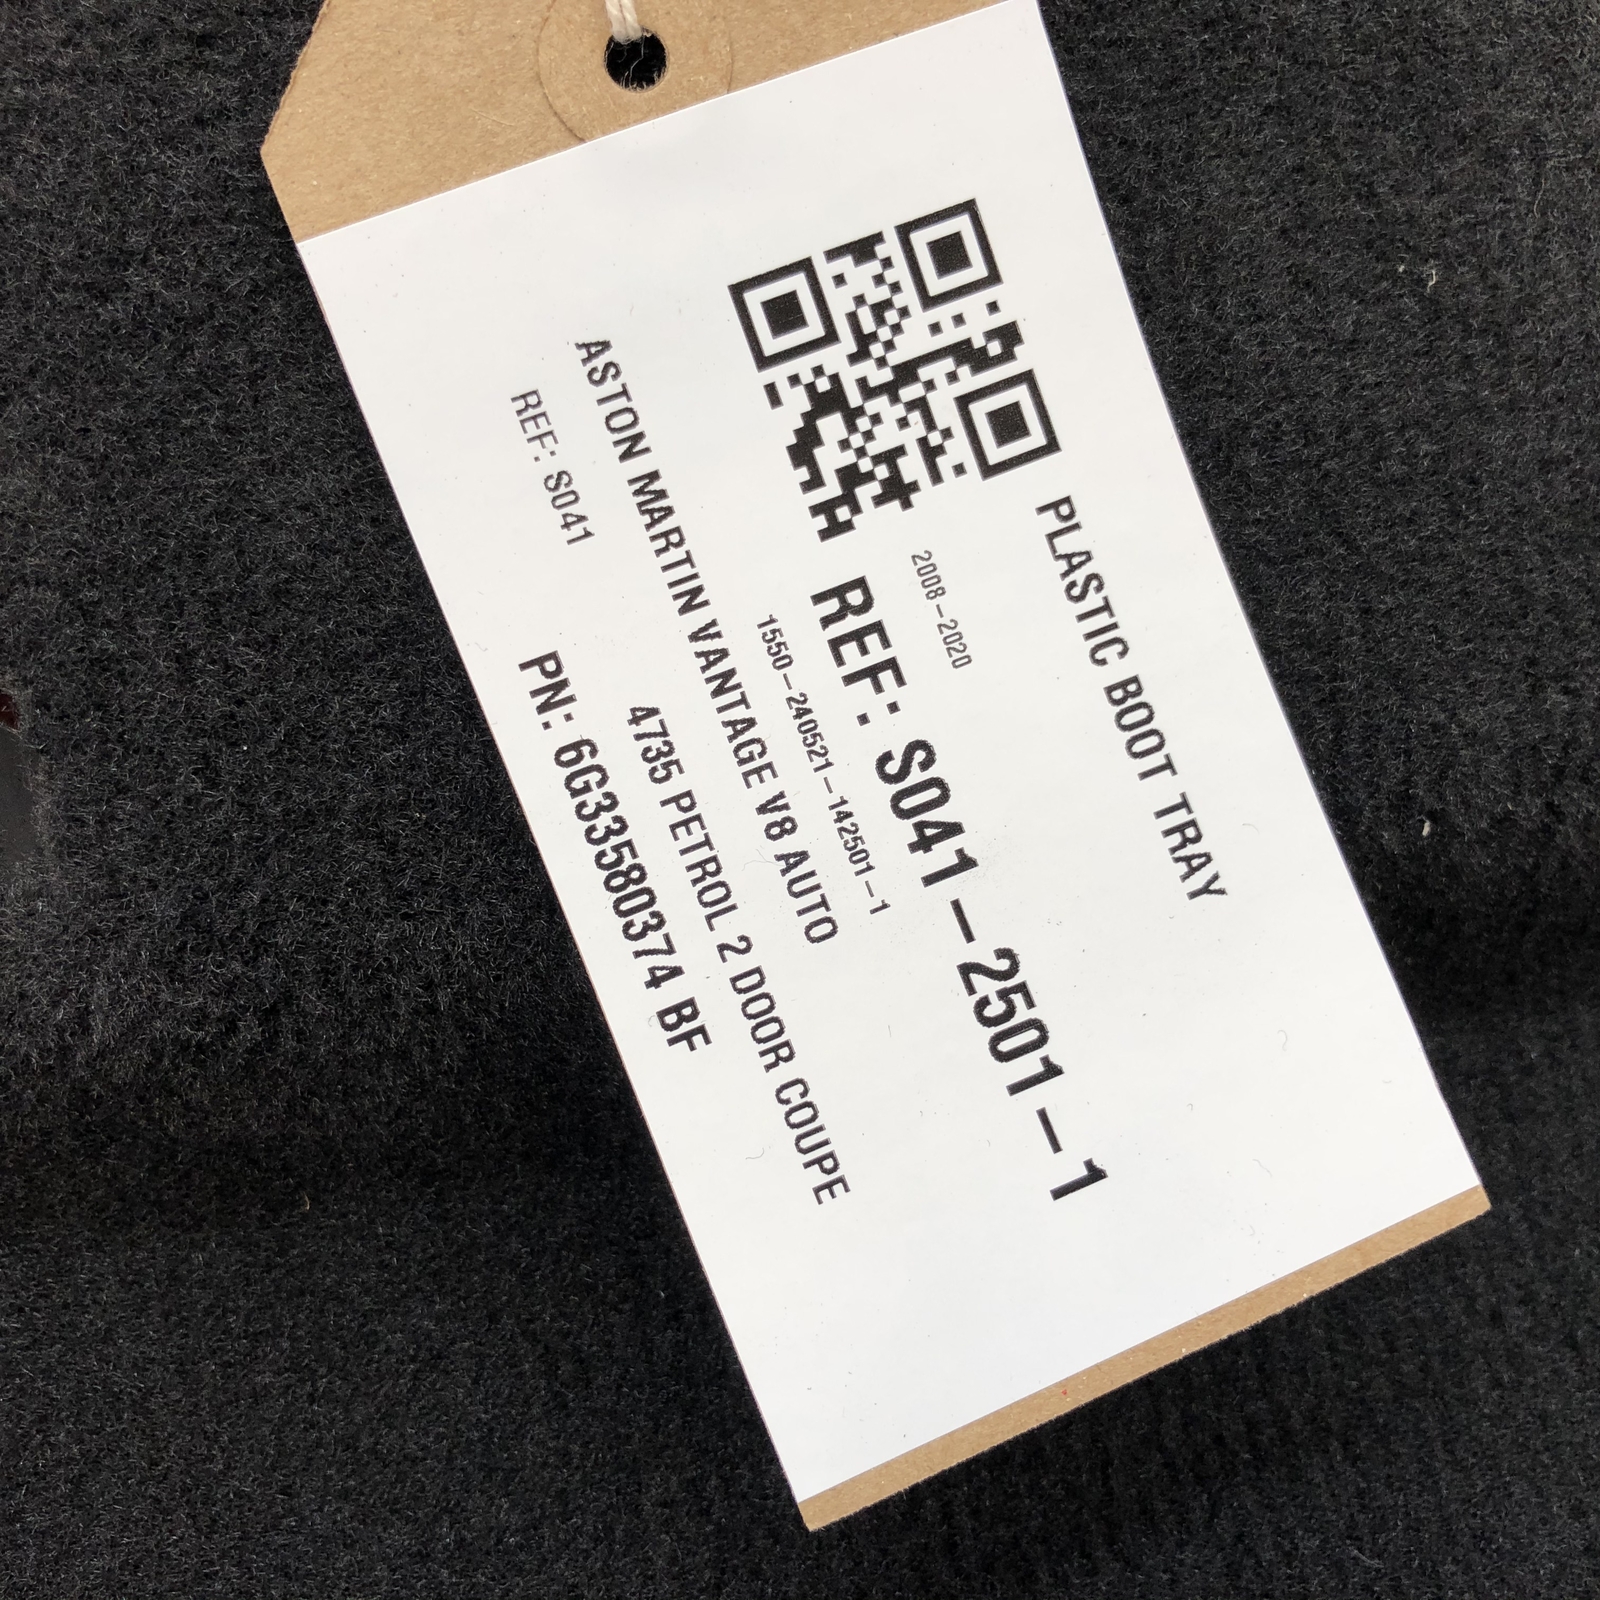 PLASTIC BOOT TRAY
2008-2020
REF: S041-2501-1
1550-240521-142501-1
ASTON MARTIN VANTAGE V8 AUTO
4735 PETROL 2 DOOR COUPE
REF: S041
PN: 6G33580374 BF